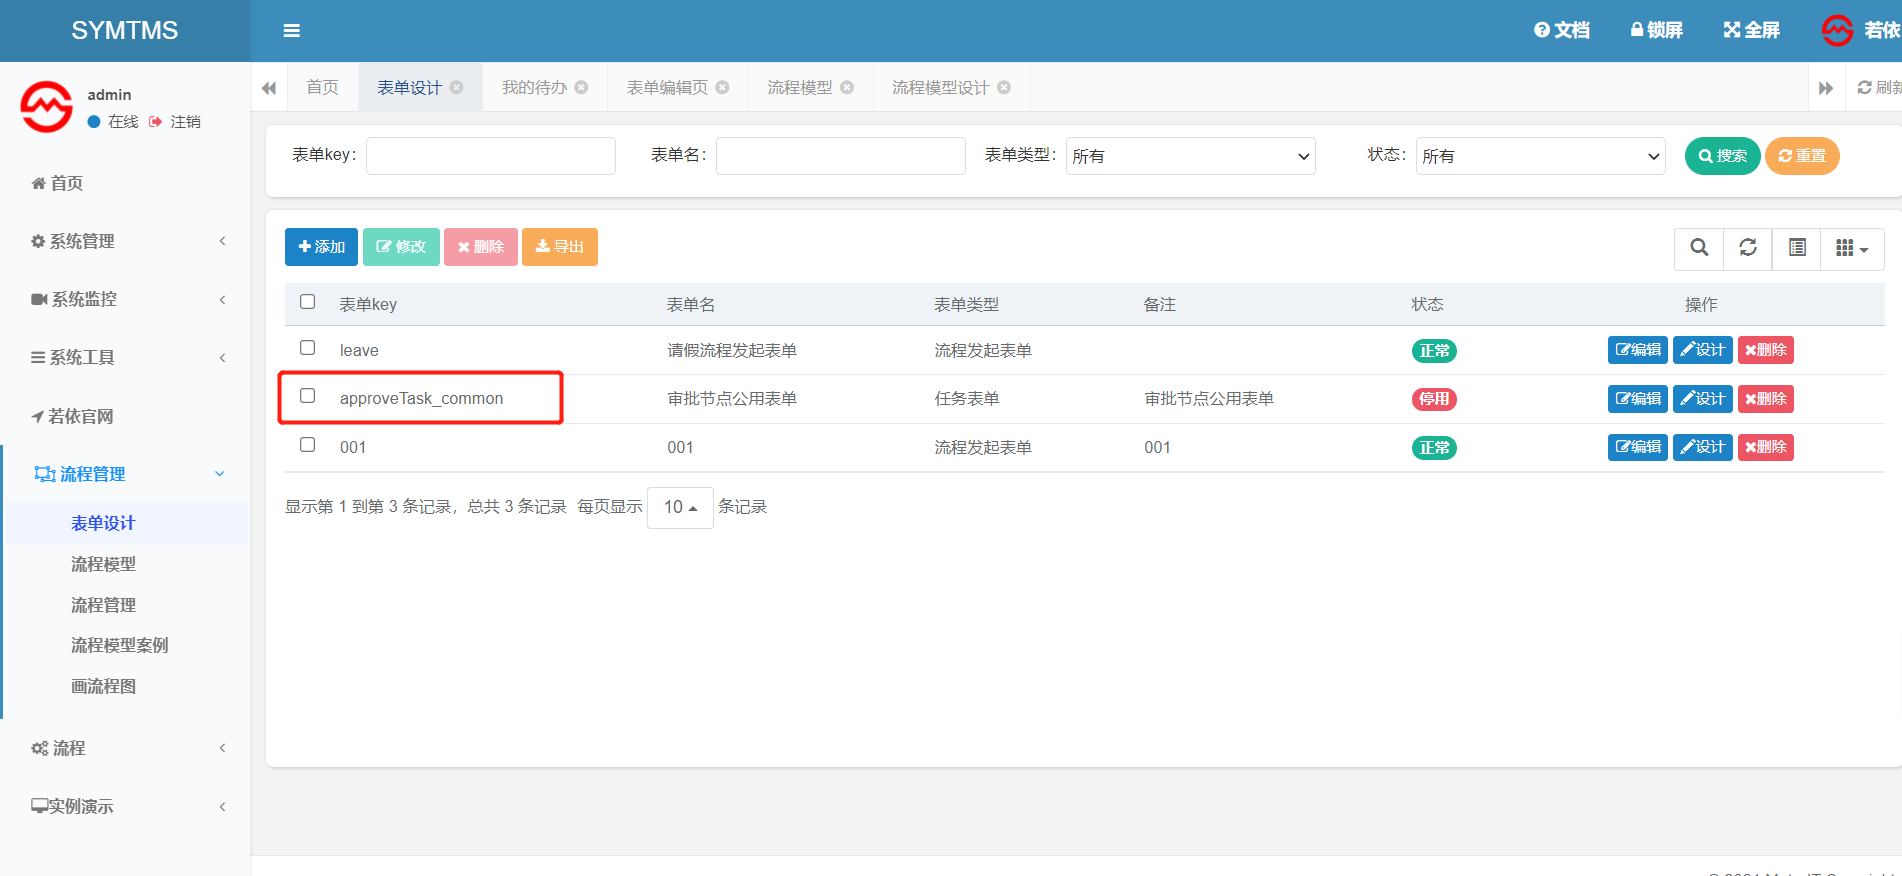 SYMTMS
文档 锁屏 全屏 若依
admin
在线 注销
首页 表单设计 我的待办 表单编辑页 流程模型 流程模型设计 刷新
首页
系统管理
系统监控
系统工具
若依官网
流程管理
表单设计
流程模型
流程管理
流程模型案例
画流程图
流程
实例演示
表单key： 表单名： 表单类型： 所有 状态： 所有 搜索 重置
添加 修改 删除 导出
表单key 表单名 表单类型 备注 状态 操作
leave 请假流程发起表单 流程发起表单 正常 编辑 设计 删除
approveTask_common 审批节点公用表单 任务表单 审批节点公用表单 停用 编辑 设计 删除
001 001 流程发起表单 001 正常 编辑 设计 删除
显示第 1 到第 3 条记录，总共 3 条记录 每页显示 10 条记录